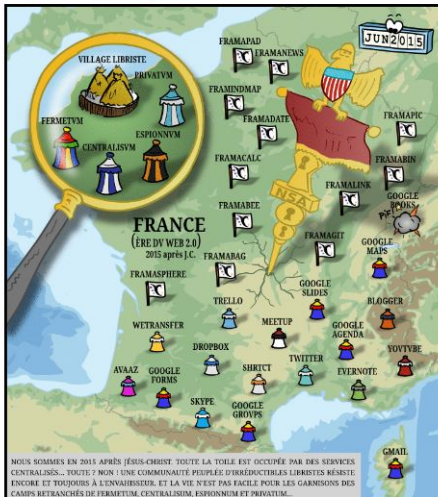 JUN2015
VILLAGE LIBRISTE
PRIVATVM
FERMETVM
ESPIONNVM
CENTRALISVM
FRAMAPAD
FRAMANEWS
FRAMINDMAP
FRAMADATE
FRAMAPIC
FRAMACALC
FRAMABIN
NSA
FRAMALINK
GOOGLE
BOOKS
PIF!
FRAMABEE
FRANCE
(ÈRE DV WEB 2.0)
2015 après J.C.
FRAMAGIT
GOOGLE
MAPS
FRAMASPHERE
FRAMABAG
GOOGLE
SLIDES
TRELLO
BLOGGER
WETRANSFER
MEETUP
GOOGLE
AGENDA
DROPBOX
YOVTVBE
AVAAZ
GOOGLE
FORMS
SHRTCT
TWITTER
EVERNOTE
SKYPE
GOOGLE
GROVPS
GMAIL
NOUS SOMMES EN 2015 APRÈS JÉSUS-CHRIST. TOUTE LA TOILE EST OCCUPÉE PAR DES SERVICES
CENTRALISÉS... TOUTE ? NON ! UNE COMMUNAUTÉ PEUPLÉE D'IRRÉDUCTIBLES LIBRISTES RÉSISTE
ENCORE ET TOUJOURS À L'ENVAHISSEUR. ET LA VIE N'EST PAS FACILE POUR LES GARNISONS DES
CAMPS RETRANCHÉS DE FERMETUM, CENTRALISUM, ESPIONNUM ET PRIVATUM...